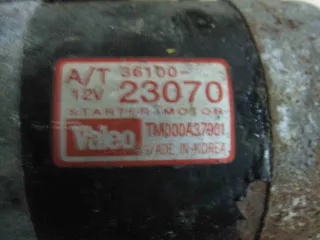 A/T 36100-
12V 23070
STARTER MOTOR
Valeo TM000A37901
MADE IN KOREA